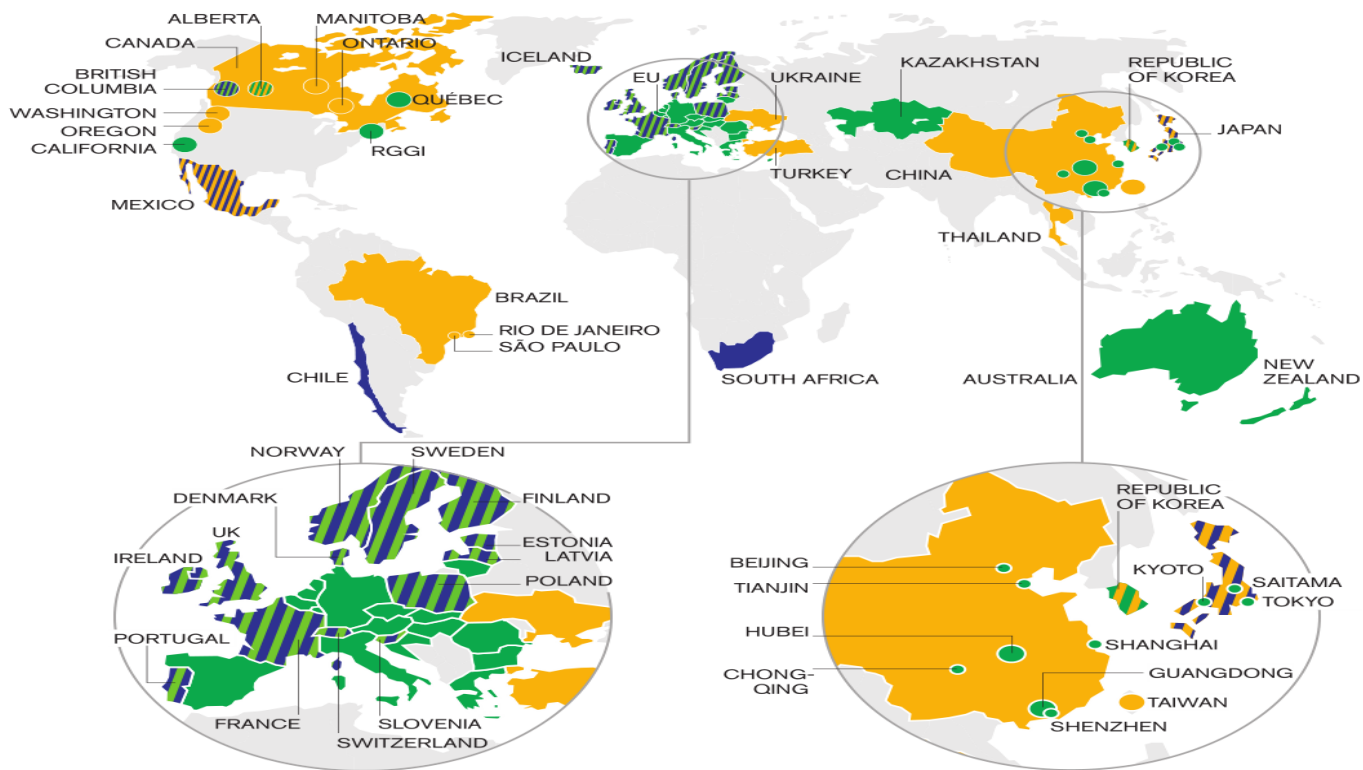 ALBERTA
MANITOBA
CANADA
ONTARIO
BRITISH
COLUMBIA
QUÉBEC
WASHINGTON
OREGON
CALIFORNIA
RGGI
MEXICO
ICELAND
EU
UKRAINE
KAZAKHSTAN
REPUBLIC
OF KOREA
JAPAN
TURKEY
CHINA
THAILAND
BRAZIL
RIO DE JANEIRO
SÃO PAULO
CHILE
SOUTH AFRICA
AUSTRALIA
NEW
ZEALAND
NORWAY
SWEDEN
DENMARK
FINLAND
UK
ESTONIA
IRELAND
LATVIA
POLAND
PORTUGAL
FRANCE
SLOVENIA
SWITZERLAND
REPUBLIC
OF KOREA
BEIJING
KYOTO
SAITAMA
TIANJIN
TOKYO
HUBEI
SHANGHAI
CHONG-
QING
GUANGDONG
TAIWAN
SHENZHEN